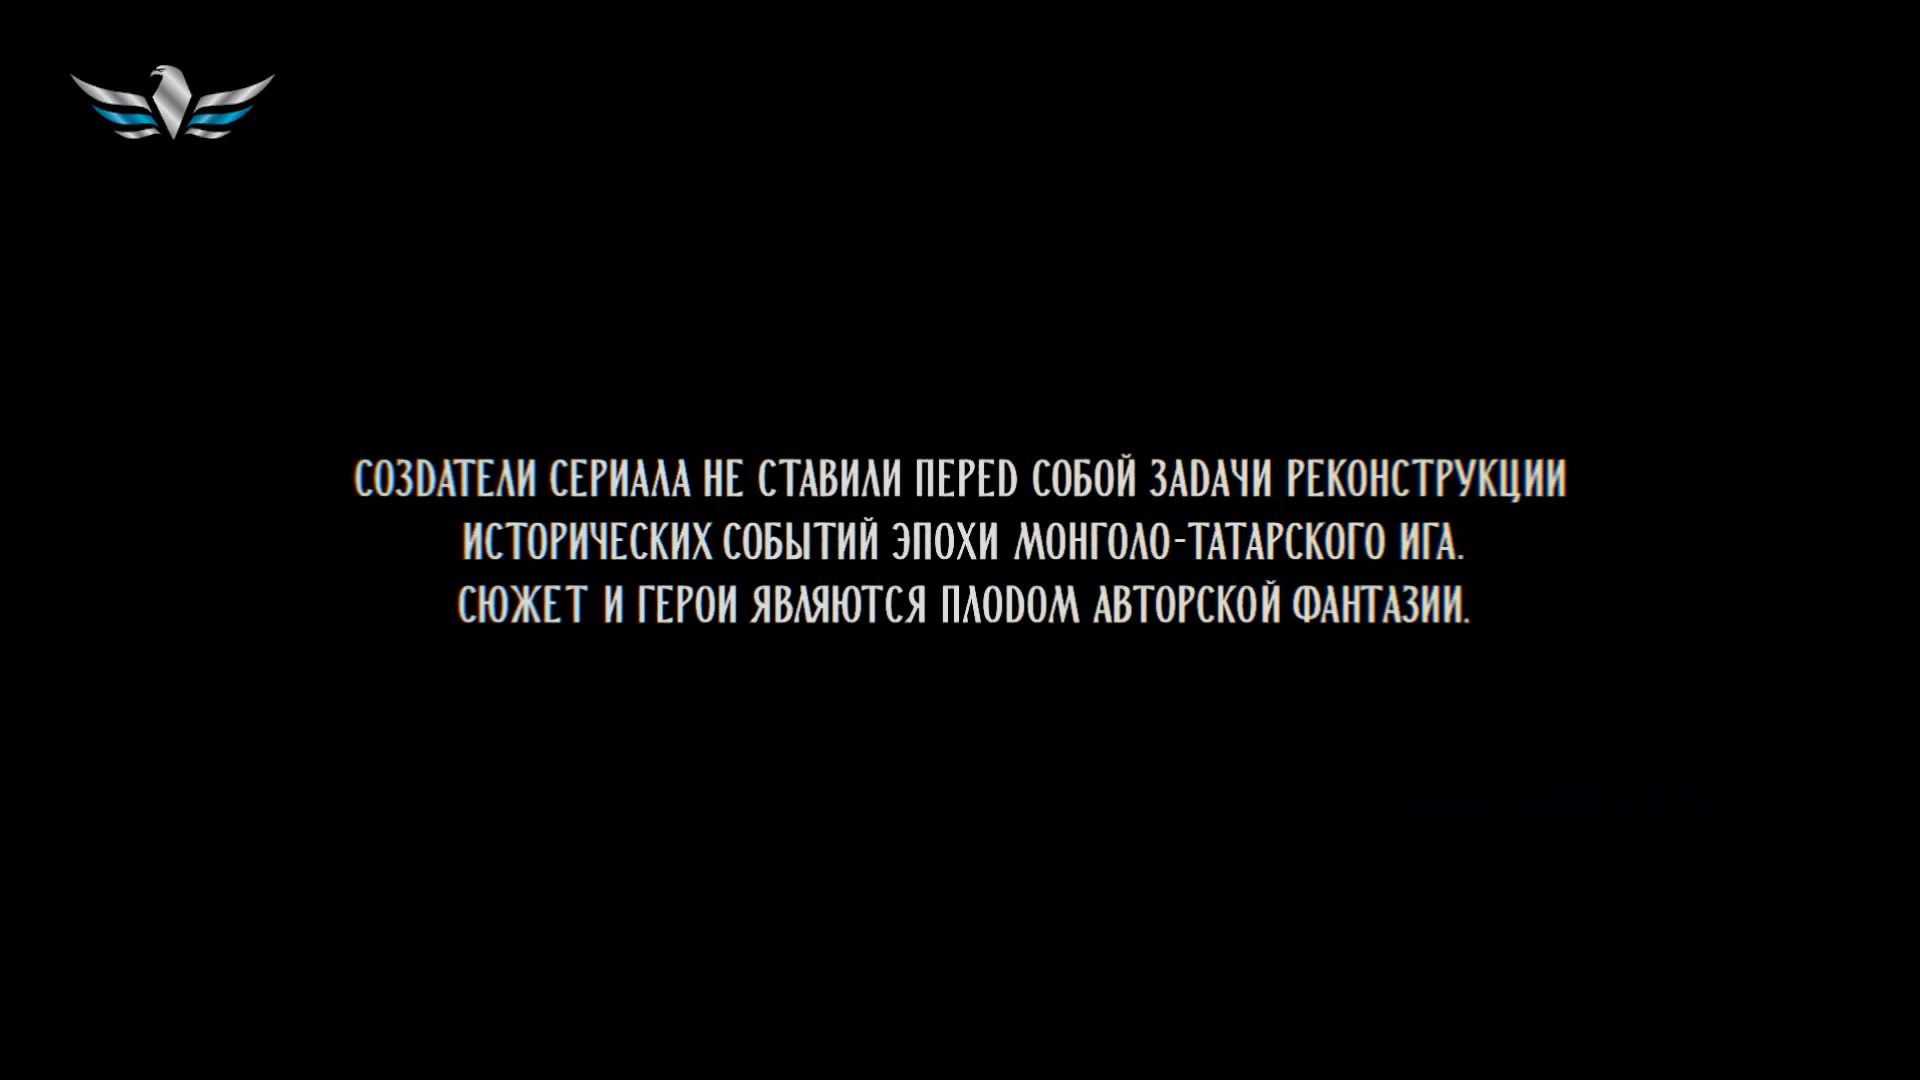 СОЗДАТЕЛИ СЕРИАЛА НЕ СТАВИЛИ ПЕРЕД СОБОЙ ЗАДАЧИ РЕКОНСТРУКЦИИ
ИСТОРИЧЕСКИХ СОБЫТИЙ ЭПОХИ МОНГОЛО-ТАТАРСКОГО ИГА.
СЮЖЕТ И ГЕРОИ ЯВЛЯЮТСЯ ПЛОДОМ АВТОРСКОЙ ФАНТАЗИИ.